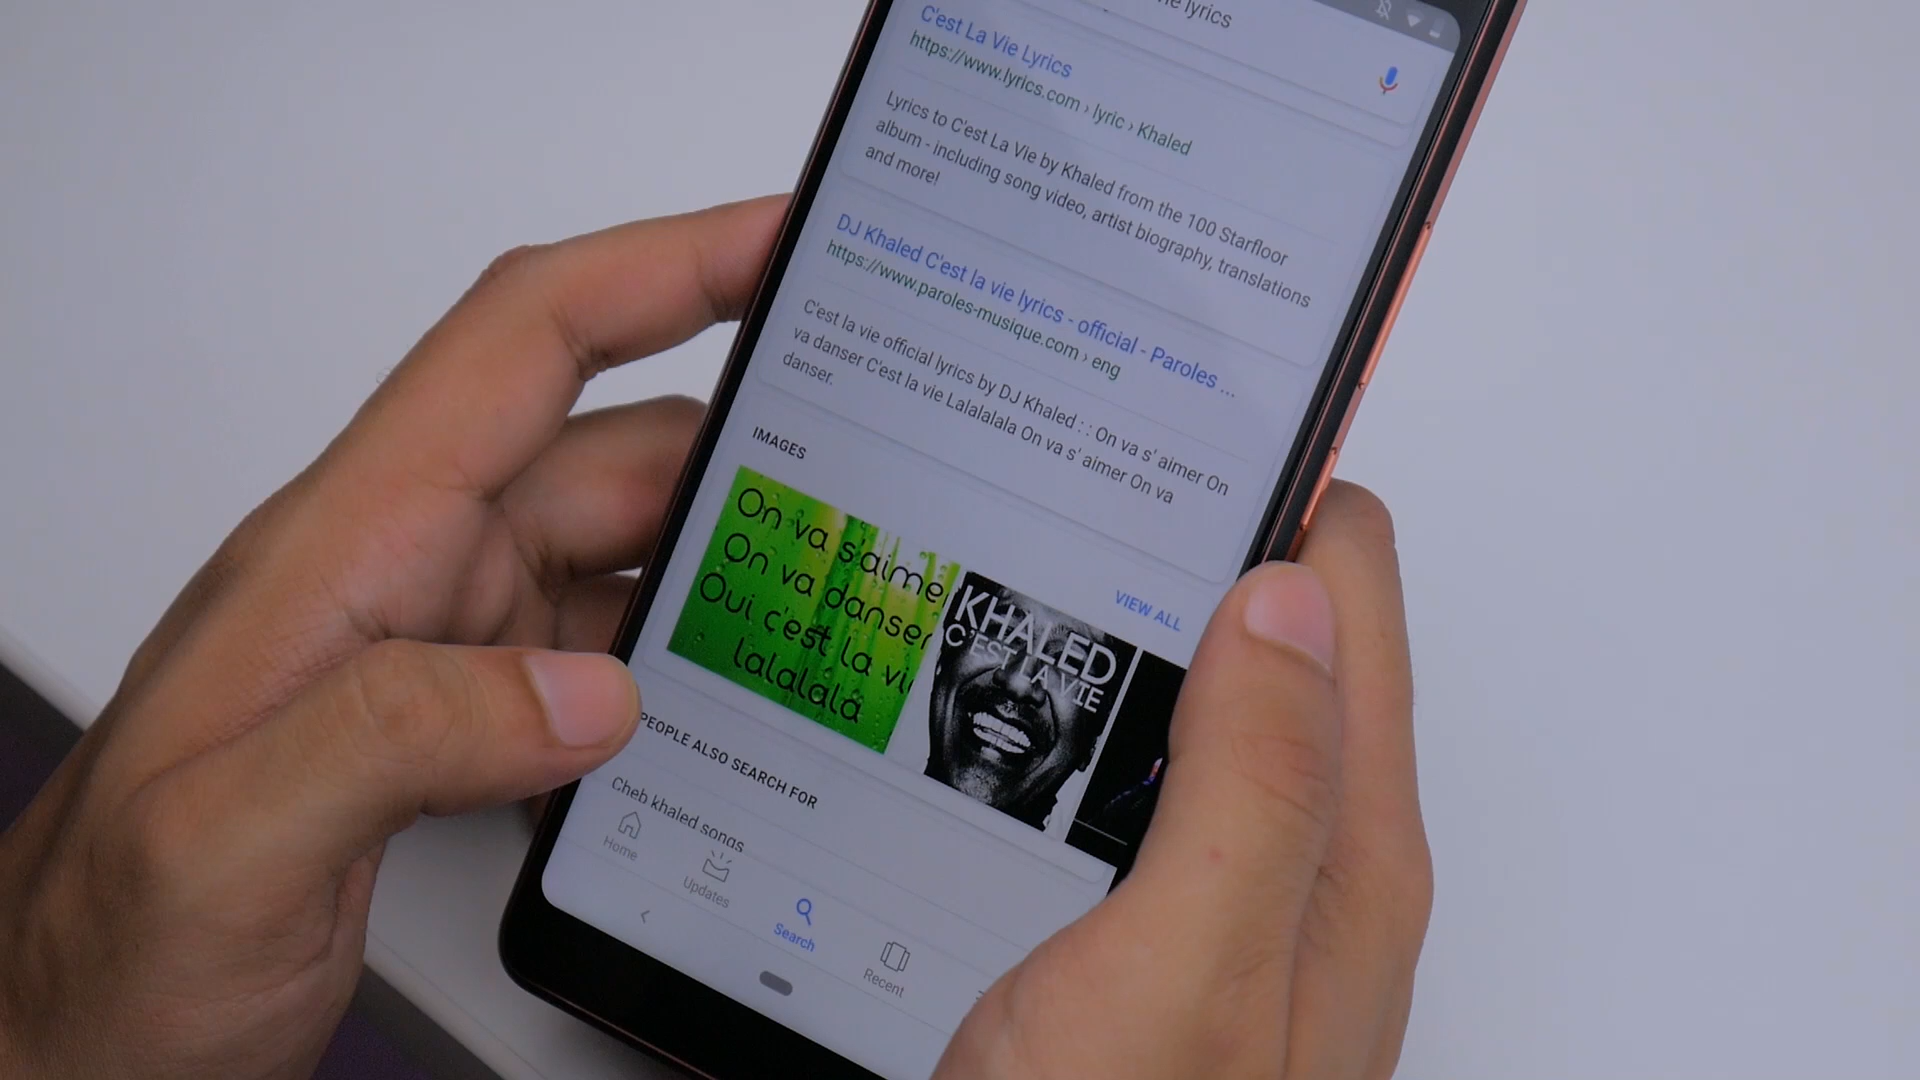 lyrics
C'est La Vie Lyrics
https://www.lyrics.com › lyric › Khaled
Lyrics to C'est La Vie by Khaled from the 100 Starfloor
album - including song video, artist biography, translations
and more!
DJ Khaled C'est la vie lyrics - official - Paroles ...
https://www.paroles-musique.com › eng
C'est la vie official lyrics by DJ Khaled : : On va s' aimer On
va danser C'est la vie Lalalalala On va s' aimer On va
danser.
IMAGES
VIEW ALL
On va s'aime
On va danser
Oui c'est la vi
lalalala
KHALED
C'EST LA VIE
PEOPLE ALSO SEARCH FOR
Cheb khaled songs
Home
Updates
Search
Recent